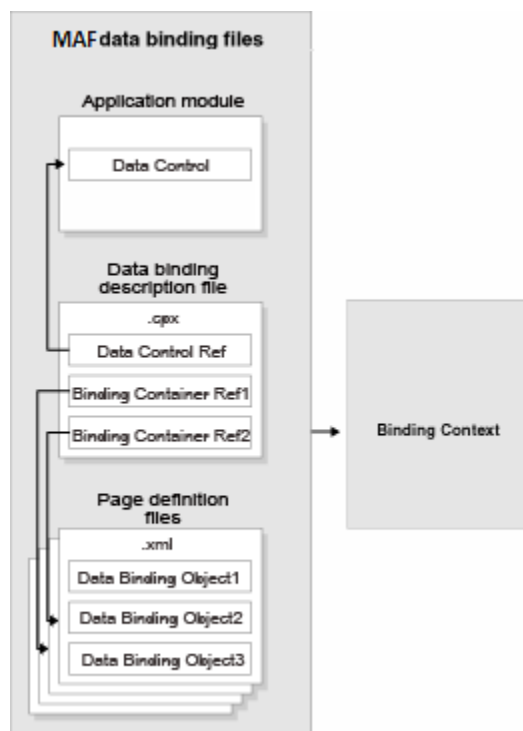 MAF data binding files
Application module
Data Control
Data binding
description file
.cpx
Data Control Ref
Binding Container Ref1
Binding Container Ref2
Binding Context
Page definition
files
.xml
Data Binding Object1
Data Binding Object2
Data Binding Object3